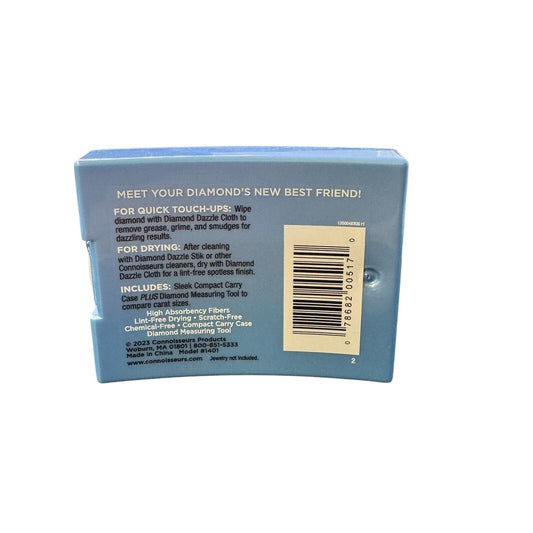 MEET YOUR DIAMOND'S NEW BEST FRIEND!
FOR QUICK TOUCH-UPS: Wipe
diamond with Diamond Dazzle Cloth to
remove grease, grime, and smudges for
dazzling results.
FOR DRYING: After cleaning
with Diamond Dazzle Stik or other
Connoisseurs cleaners, dry with Diamond
Dazzle Cloth for a lint-free spotless finish.
INCLUDES: Sleek Compact Carry
Case PLUS Diamond Measuring Tool to
compare carat sizes.
High Absorbency Fibers
Lint-Free Drying • Scratch-Free
Chemical-Free • Compact Carry Case
Diamond Measuring Tool
© 2023 Connoisseurs Products
Woburn, MA 01801 | 800-851-5333
Made in China Model #1401
www.connoisseurs.com Jewelry not included.
0 78682 00517 0
2